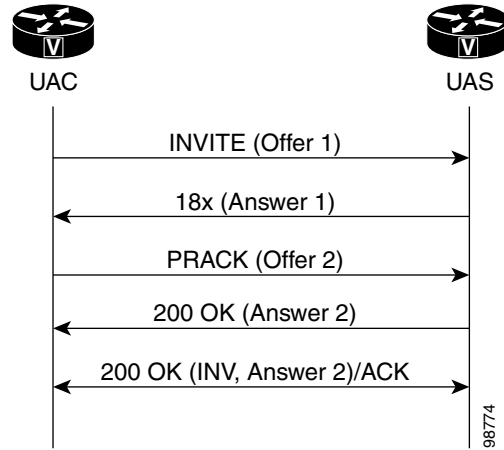 V
V
UAC
UAS
INVITE (Offer 1)
18x (Answer 1)
PRACK (Offer 2)
200 OK (Answer 2)
200 OK (INV, Answer 2)/ACK
98774